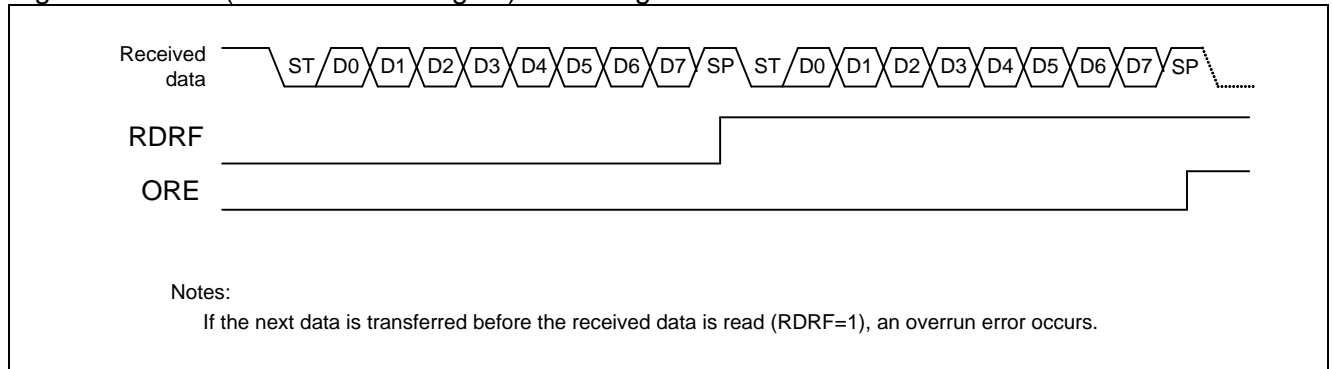 Received
data
ST D0 D1 D2 D3 D4 D5 D6 D7 SP ST D0 D1 D2 D3 D4 D5 D6 D7 SP
RDRF
ORE
Notes:
If the next data is transferred before the received data is read (RDRF=1), an overrun error occurs.